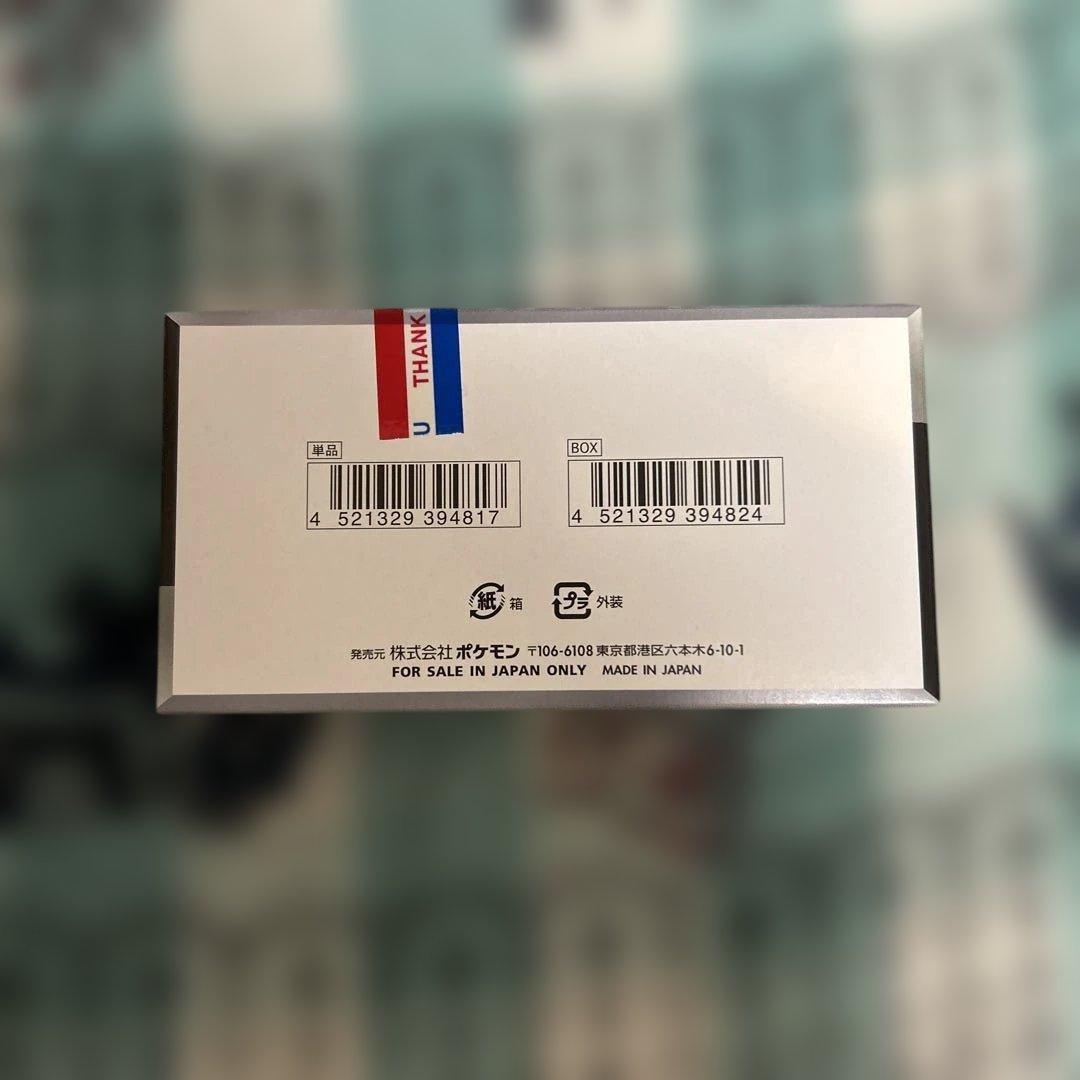 THANK
U
単品
BOX
4 521329 394817
4 521329 394824
紙 箱
プラ 外装
発売元 株式会社ポケモン 〒106-6108 東京都港区六本木6-10-1
FOR SALE IN JAPAN ONLY MADE IN JAPAN